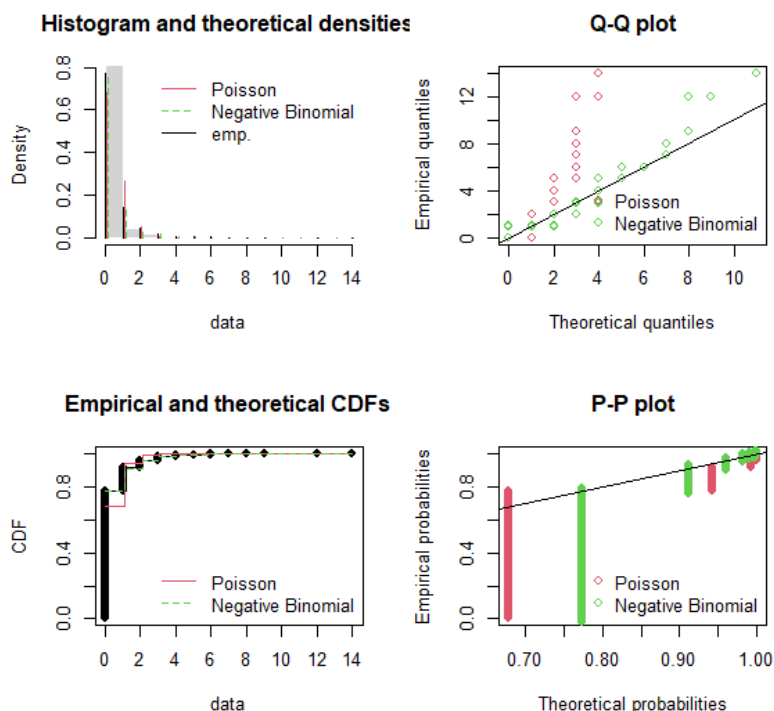 Histogram and theoretical densities
Density
0.0 0.2 0.4 0.6 0.8
Poisson
Negative Binomial
emp.
0 2 4 6 8 10 12 14
data
Q-Q plot
Empirical quantiles
0 4 8 12
Poisson
Negative Binomial
0 2 4 6 8 10
Theoretical quantiles
Empirical and theoretical CDFs
CDF
0.0 0.4 0.8
Poisson
Negative Binomial
0 2 4 6 8 10 12 14
data
P-P plot
Empirical probabilities
0.0 0.4 0.8
Poisson
Negative Binomial
0.70 0.80 0.90 1.00
Theoretical probabilities